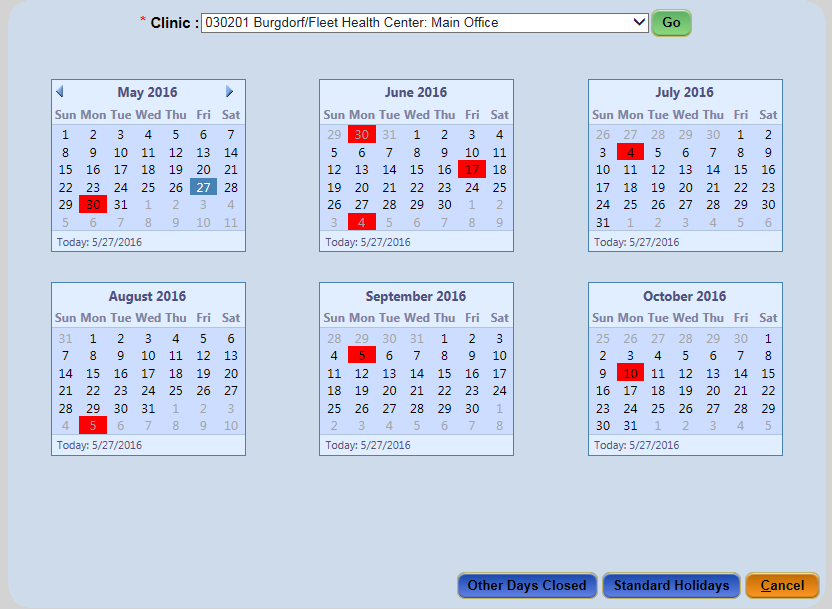 * Clinic : 030201 Burgdorf/Fleet Health Center: Main Office Go
May 2016
Sun Mon Tue Wed Thu Fri Sat
1 2 3 4 5 6 7
8 9 10 11 12 13 14
15 16 17 18 19 20 21
22 23 24 25 26 27 28
29 30 31 1 2 3 4
5 6 7 8 9 10 11
Today: 5/27/2016
June 2016
Sun Mon Tue Wed Thu Fri Sat
29 30 31 1 2 3 4
5 6 7 8 9 10 11
12 13 14 15 16 17 18
19 20 21 22 23 24 25
26 27 28 29 30 1 2
3 4 5 6 7 8 9
Today: 5/27/2016
July 2016
Sun Mon Tue Wed Thu Fri Sat
26 27 28 29 30 1 2
3 4 5 6 7 8 9
10 11 12 13 14 15 16
17 18 19 20 21 22 23
24 25 26 27 28 29 30
31 1 2 3 4 5 6
Today: 5/27/2016
August 2016
Sun Mon Tue Wed Thu Fri Sat
31 1 2 3 4 5 6
7 8 9 10 11 12 13
14 15 16 17 18 19 20
21 22 23 24 25 26 27
28 29 30 31 1 2 3
4 5 6 7 8 9 10
Today: 5/27/2016
September 2016
Sun Mon Tue Wed Thu Fri Sat
28 29 30 31 1 2 3
4 5 6 7 8 9 10
11 12 13 14 15 16 17
18 19 20 21 22 23 24
25 26 27 28 29 30 1
2 3 4 5 6 7 8
Today: 5/27/2016
October 2016
Sun Mon Tue Wed Thu Fri Sat
25 26 27 28 29 30 1
2 3 4 5 6 7 8
9 10 11 12 13 14 15
16 17 18 19 20 21 22
23 24 25 26 27 28 29
30 31 1 2 3 4 5
Today: 5/27/2016
Other Days Closed Standard Holidays Cancel